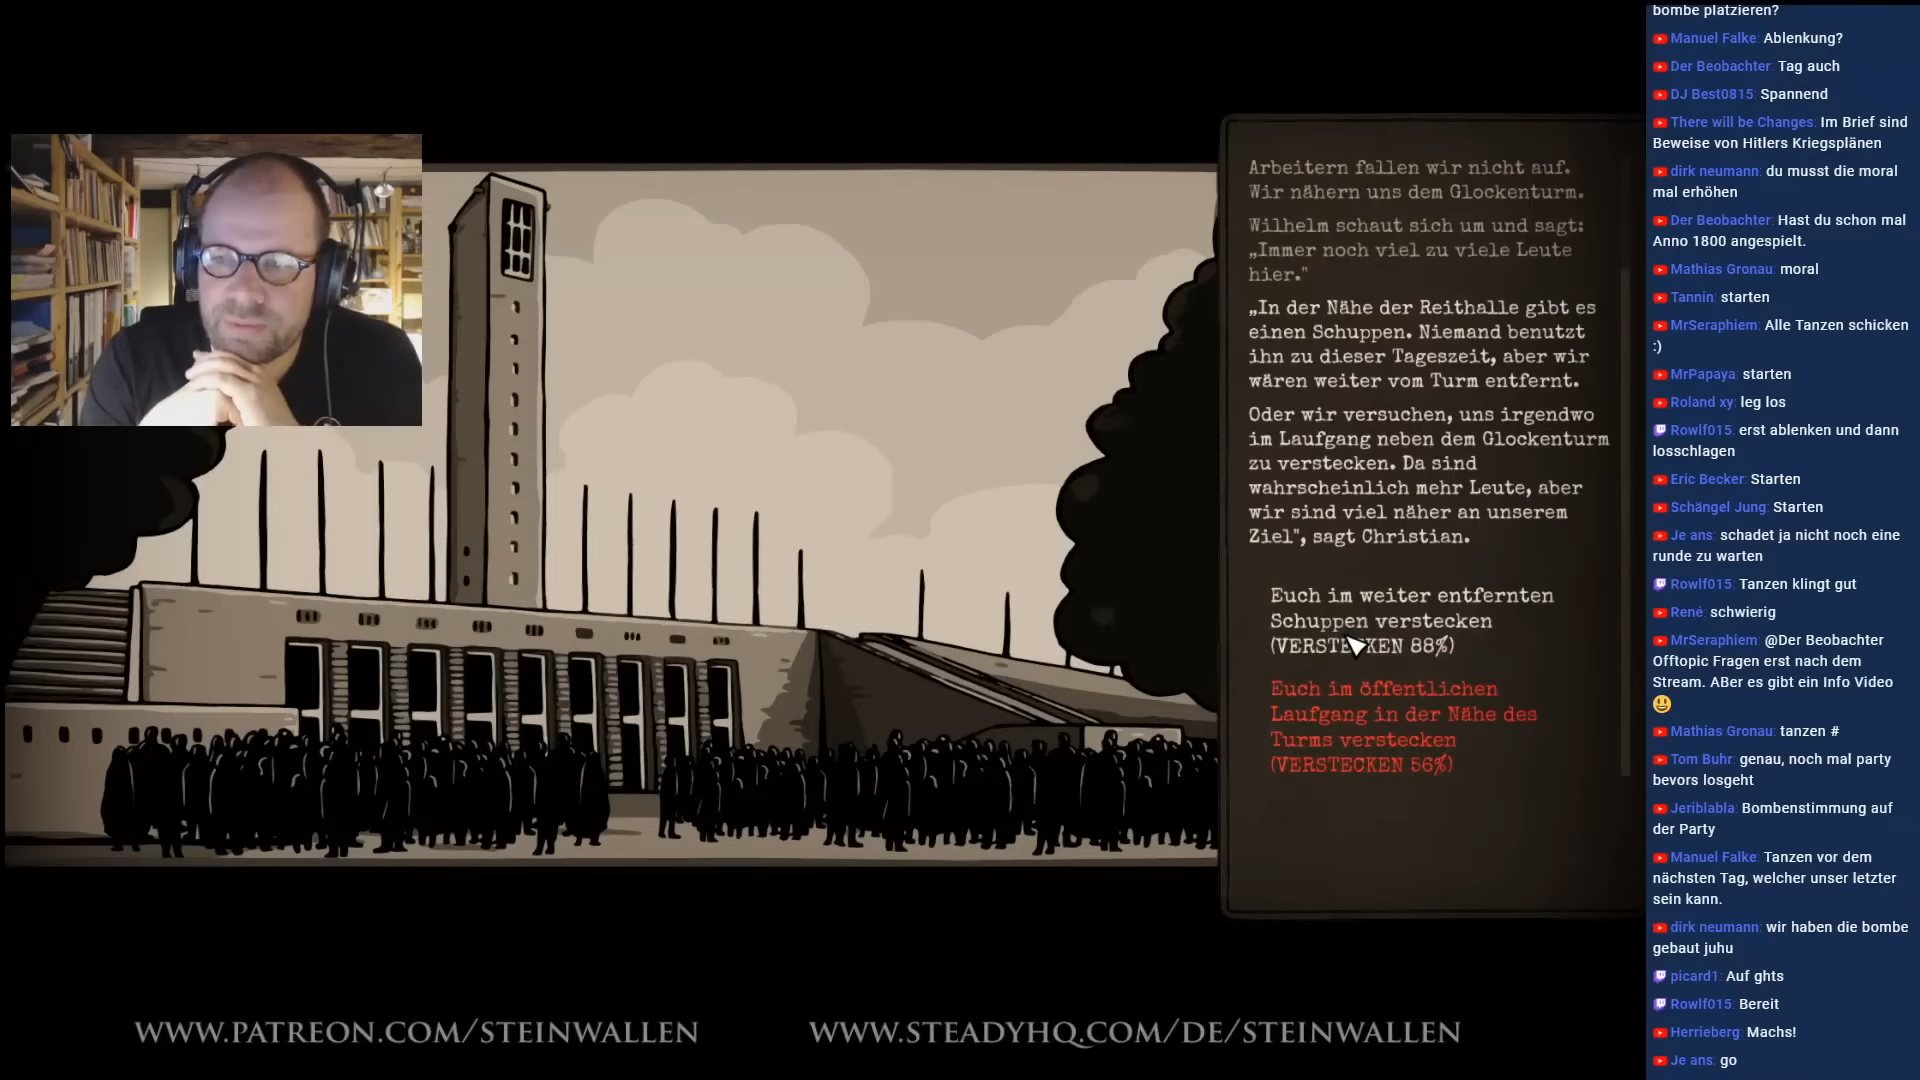 Arbeitern fallen wir nicht auf.
Wir nähern uns dem Glockenturm.
Wilhelm schaut sich um und sagt:
„Immer noch viel zu viele Leute
hier."
„In der Nähe der Reithalle gibt es
einen Schuppen. Niemand benutzt
ihn zu dieser Tageszeit, aber wir
wären weiter vom Turm entfernt.
Oder wir versuchen, uns irgendwo
im Laufgang neben dem Glockenturm
zu verstecken. Da sind
wahrscheinlich mehr Leute, aber
wir sind viel näher an unserem
Ziel", sagt Christian.
Euch im weiter entfernten
Schuppen verstecken
(VERSTECKEN 88%)
Euch im öffentlichen
Laufgang in der Nähe des
Turms verstecken
(VERSTECKEN 56%)
WWW.PATREON.COM/STEINWALLEN
WWW.STEADYHQ.COM/DE/STEINWALLEN
bombe platzieren?
Manuel Falke: Ablenkung?
Der Beobachter: Tag auch
DJ Best0815: Spannend
There will be Changes: Im Brief sind
Beweise von Hitlers Kriegsplänen
dirk neumann: du musst die moral
mal erhöhen
Der Beobachter: Hast du schon mal
Anno 1800 angespielt.
Mathias Gronau: moral
Tannin: starten
MrSeraphiem: Alle Tanzen schicken
:)
MrPapaya: starten
Roland xy: leg los
Rowlf015: erst ablenken und dann
losschlagen
Eric Becker: Starten
Schängel Jung: Starten
Je ans: schadet ja nicht noch eine
runde zu warten
Rowlf015: Tanzen klingt gut
René: schwierig
MrSeraphiem: @Der Beobachter
Offtopic Fragen erst nach dem
Stream. ABer es gibt ein Info Video
Mathias Gronau: tanzen #
Tom Buhr: genau, noch mal party
bevors losgeht
Jeriblabla: Bombenstimmung auf
der Party
Manuel Falke: Tanzen vor dem
nächsten Tag, welcher unser letzter
sein kann.
dirk neumann: wir haben die bombe
gebaut juhu
picard1: Auf ghts
Rowlf015: Bereit
Herrieberg: Machs!
Je ans: go